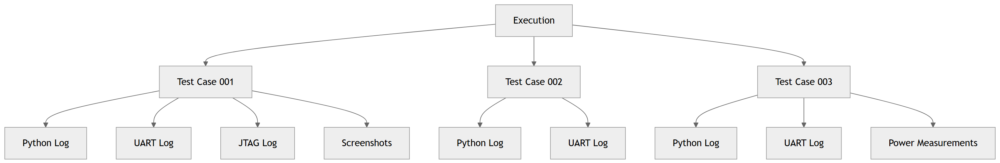 Execution
Test Case 001
Test Case 002
Test Case 003
Python Log
UART Log
JTAG Log
Screenshots
Python Log
UART Log
Python Log
UART Log
Power Measurements